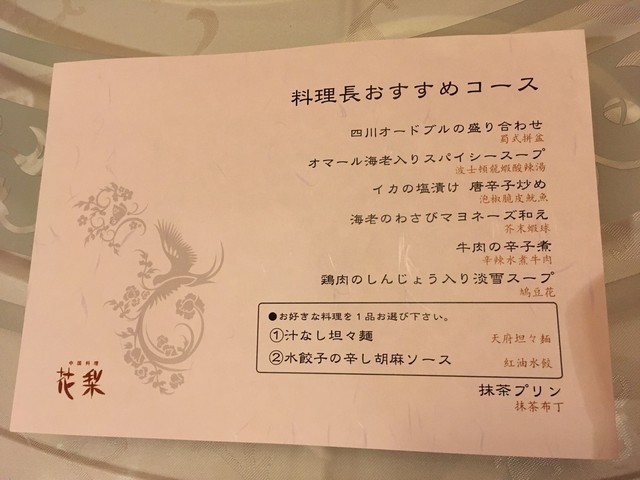 料理長おすすめコース
四川オードブルの盛り合わせ
蜀式拼盆
オマール海老入りスパイシースープ
波士頓龍蝦酸辣湯
イカの塩漬け 唐辛子炒め
泡椒脆皮魷魚
海老のわさびマヨネーズ和え
芥末蝦球
牛肉の辛子煮
辛辣水煮牛肉
鶏肉のしんじょう入り淡雪スープ
鳩豆花
●お好きな料理を1品お選び下さい。
①汁なし坦々麺
天府坦々麺
②水餃子の辛し胡麻ソース
紅油水餃
抹茶プリン
抹茶布丁
中国料理
花梨